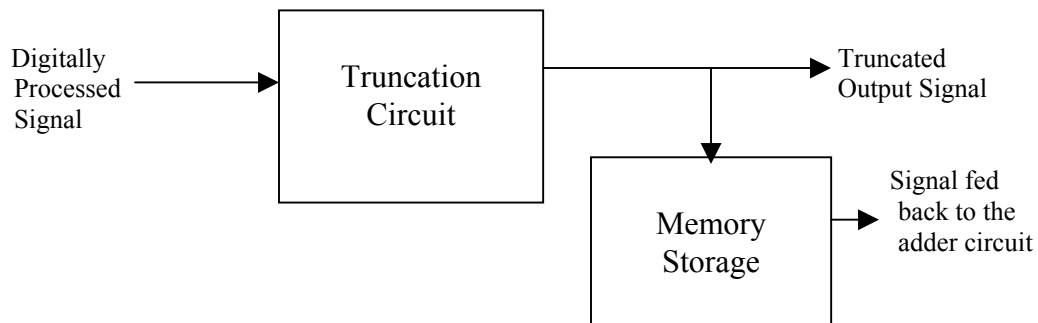 Digitally
Processed
Signal
Truncation
Circuit
Truncated
Output Signal
Memory
Storage
Signal fed
back to the
adder circuit